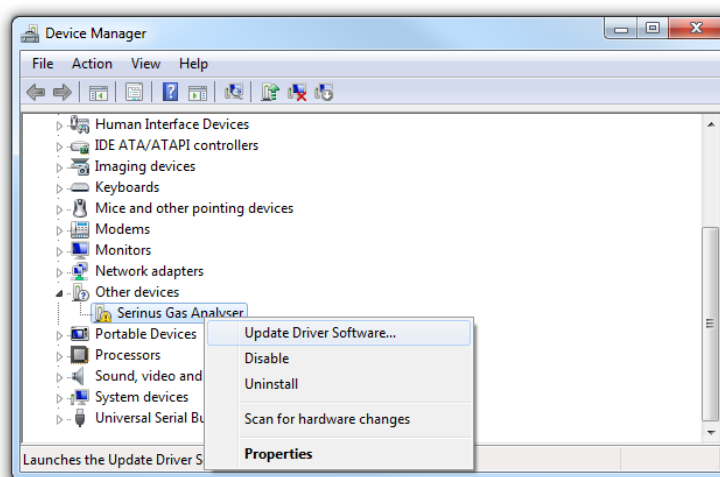 Device Manager
File Action View Help
Human Interface Devices
IDE ATA/ATAPI controllers
Imaging devices
Keyboards
Mice and other pointing devices
Modems
Monitors
Network adapters
Other devices
Serinus Gas Analyser
Portable Devices
Update Driver Software...
Processors
Disable
Sound, video and
Uninstall
System devices
Universal Serial Bu
Scan for hardware changes
Properties
Launches the Update Driver S